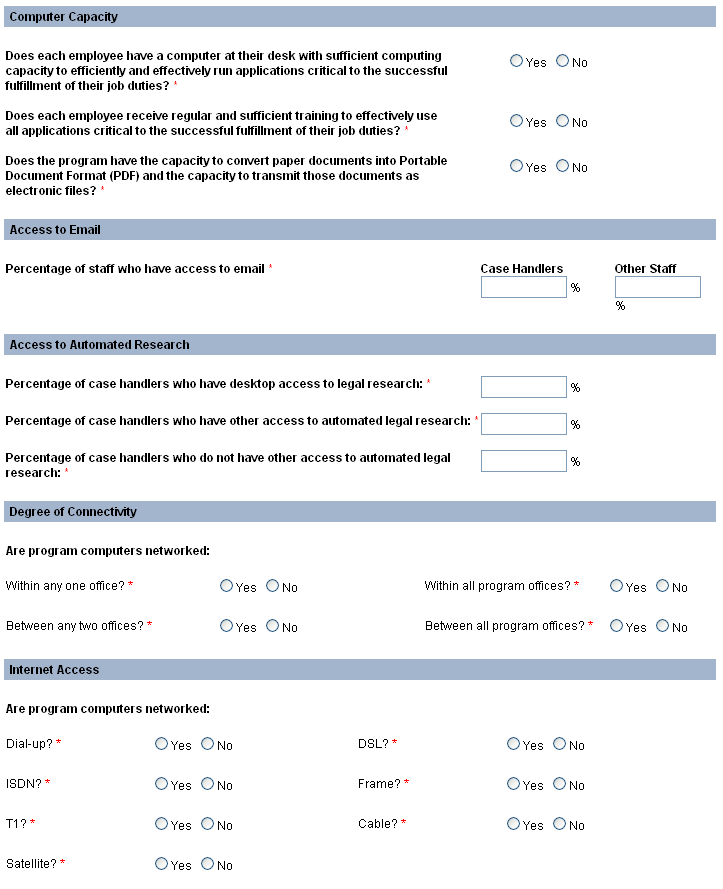 Computer Capacity
Does each employee have a computer at their desk with sufficient computing
capacity to efficiently and effectively run applications critical to the successful
fulfillment of their job duties? *
Yes No
Does each employee receive regular and sufficient training to effectively use
all applications critical to the successful fulfillment of their job duties? *
Yes No
Does the program have the capacity to convert paper documents into Portable
Document Format (PDF) and the capacity to transmit those documents as
electronic files? *
Yes No
Access to Email
Percentage of staff who have access to email *
Case Handlers Other Staff
%
%
Access to Automated Research
Percentage of case handlers who have desktop access to legal research: *
%
Percentage of case handlers who have other access to automated legal research: *
%
Percentage of case handlers who do not have other access to automated legal
research: *
%
Degree of Connectivity
Are program computers networked:
Within any one office? * Yes No Within all program offices? * Yes No
Between any two offices? * Yes No Between all program offices? * Yes No
Internet Access
Are program computers networked:
Dial-up? * Yes No DSL? * Yes No
ISDN? * Yes No Frame? * Yes No
T1? * Yes No Cable? * Yes No
Satellite? * Yes No